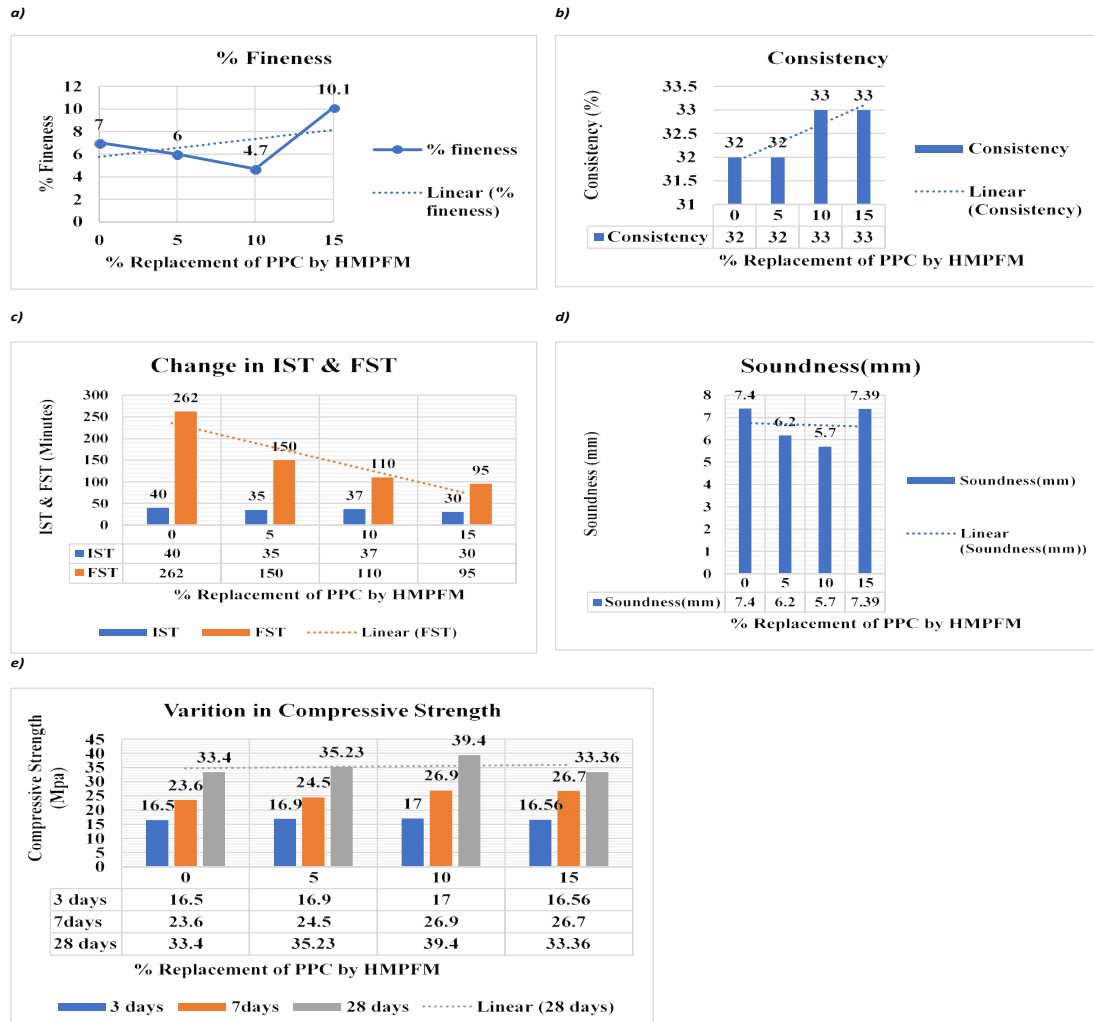 a)
% Fineness
12
10
8
6
4
2
0
7
6
4.7
10.1
0 5 10 15
% Fineness
% Replacement of PPC by HMPFM
% fineness
Linear (%
fineness)
b)
Consistency
33.5
33
32.5
32
31.5
31
32 32 33 33
0 5 10 15
Consistency 32 32 33 33
Consistency (%)
% Replacement of PPC by HMPFM
Consistency
Linear
(Consistency)
c)
Change in IST & FST
300
250
200
150
100
50
0
40 262 35 150 37 110 30 95
0 5 10 15
IST 40 35 37 30
FST 262 150 110 95
IST & FST (Minutes)
% Replacement of PPC by HMPFM
IST FST Linear (FST)
d)
Soundness(mm)
8
7
6
5
4
3
2
1
0
7.4 6.2 5.7 7.39
0 5 10 15
Soundness(mm) 7.4 6.2 5.7 7.39
Soundness (mm)
% Replacement of PPC by HMPFM
Soundness(mm)
Linear
(Soundness(mm))
e)
Varition in Compressive Strength
45
40
35
30
25
20
15
10
5
0
16.5 23.6 33.4 16.9 24.5 35.23 17 26.9 39.4 16.56 26.7 33.36
0 5 10 15
3 days 16.5 16.9 17 16.56
7days 23.6 24.5 26.9 26.7
28 days 33.4 35.23 39.4 33.36
Compressive Strength
(Mpa)
% Replacement of PPC by HMPFM
3 days 7days 28 days Linear (28 days)